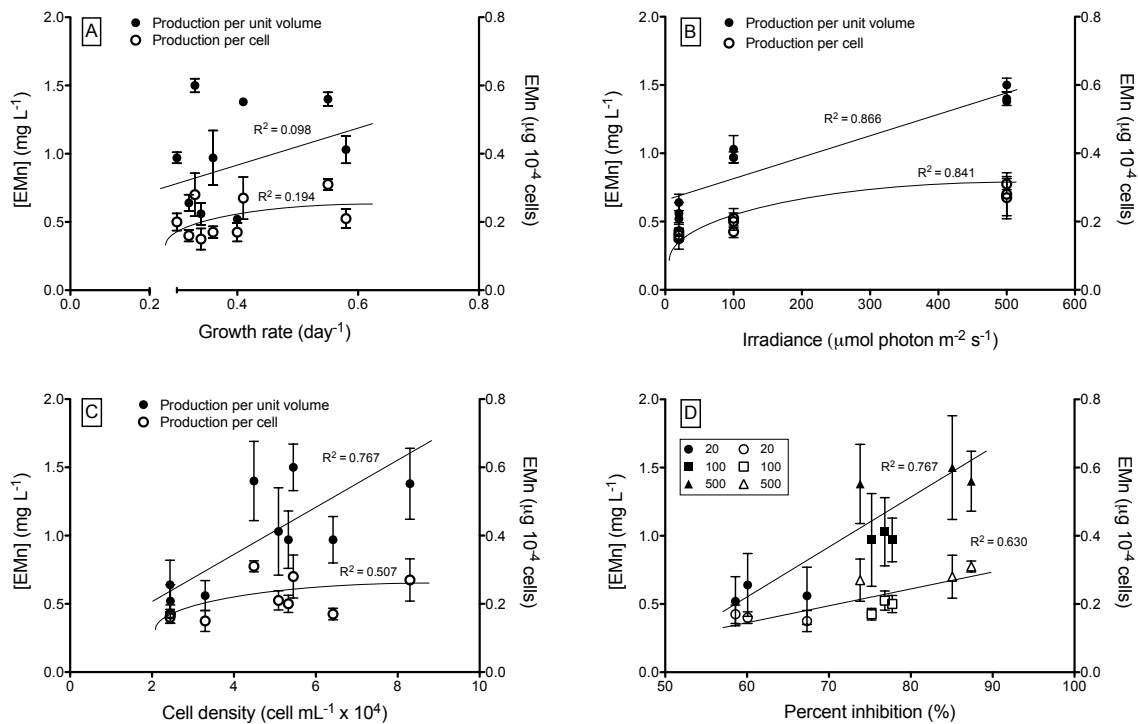 A
● Production per unit volume
○ Production per cell
2.0
1.5
1.0
0.5
0.0
[EMn] (mg L⁻¹)
R² = 0.098
R² = 0.194
0.8
0.6
0.4
0.2
0.0
EMn (μg 10⁻⁴ cells)
0.0 0.2 0.4 0.6 0.8
Growth rate (day⁻¹)
B
● Production per unit volume
○ Production per cell
2.0
1.5
1.0
0.5
0.0
[EMn] (mg L⁻¹)
R² = 0.866
R² = 0.841
0.8
0.6
0.4
0.2
0.0
EMn (μg 10⁻⁴ cells)
0 100 200 300 400 500 600
Irradiance (μmol photon m⁻² s⁻¹)
C
● Production per unit volume
○ Production per cell
2.0
1.5
1.0
0.5
0.0
[EMn] (mg L⁻¹)
R² = 0.767
R² = 0.507
0.8
0.6
0.4
0.2
0.0
EMn (μg 10⁻⁴ cells)
0 2 4 6 8 10
Cell density (cell mL⁻¹ x 10⁴)
D
● 20 ○ 20
■ 100 □ 100
▲ 500 △ 500
2.0
1.5
1.0
0.5
0.0
[EMn] (mg L⁻¹)
R² = 0.767
R² = 0.630
0.8
0.6
0.4
0.2
0.0
EMn (μg 10⁻⁴ cells)
50 60 70 80 90 100
Percent inhibition (%)